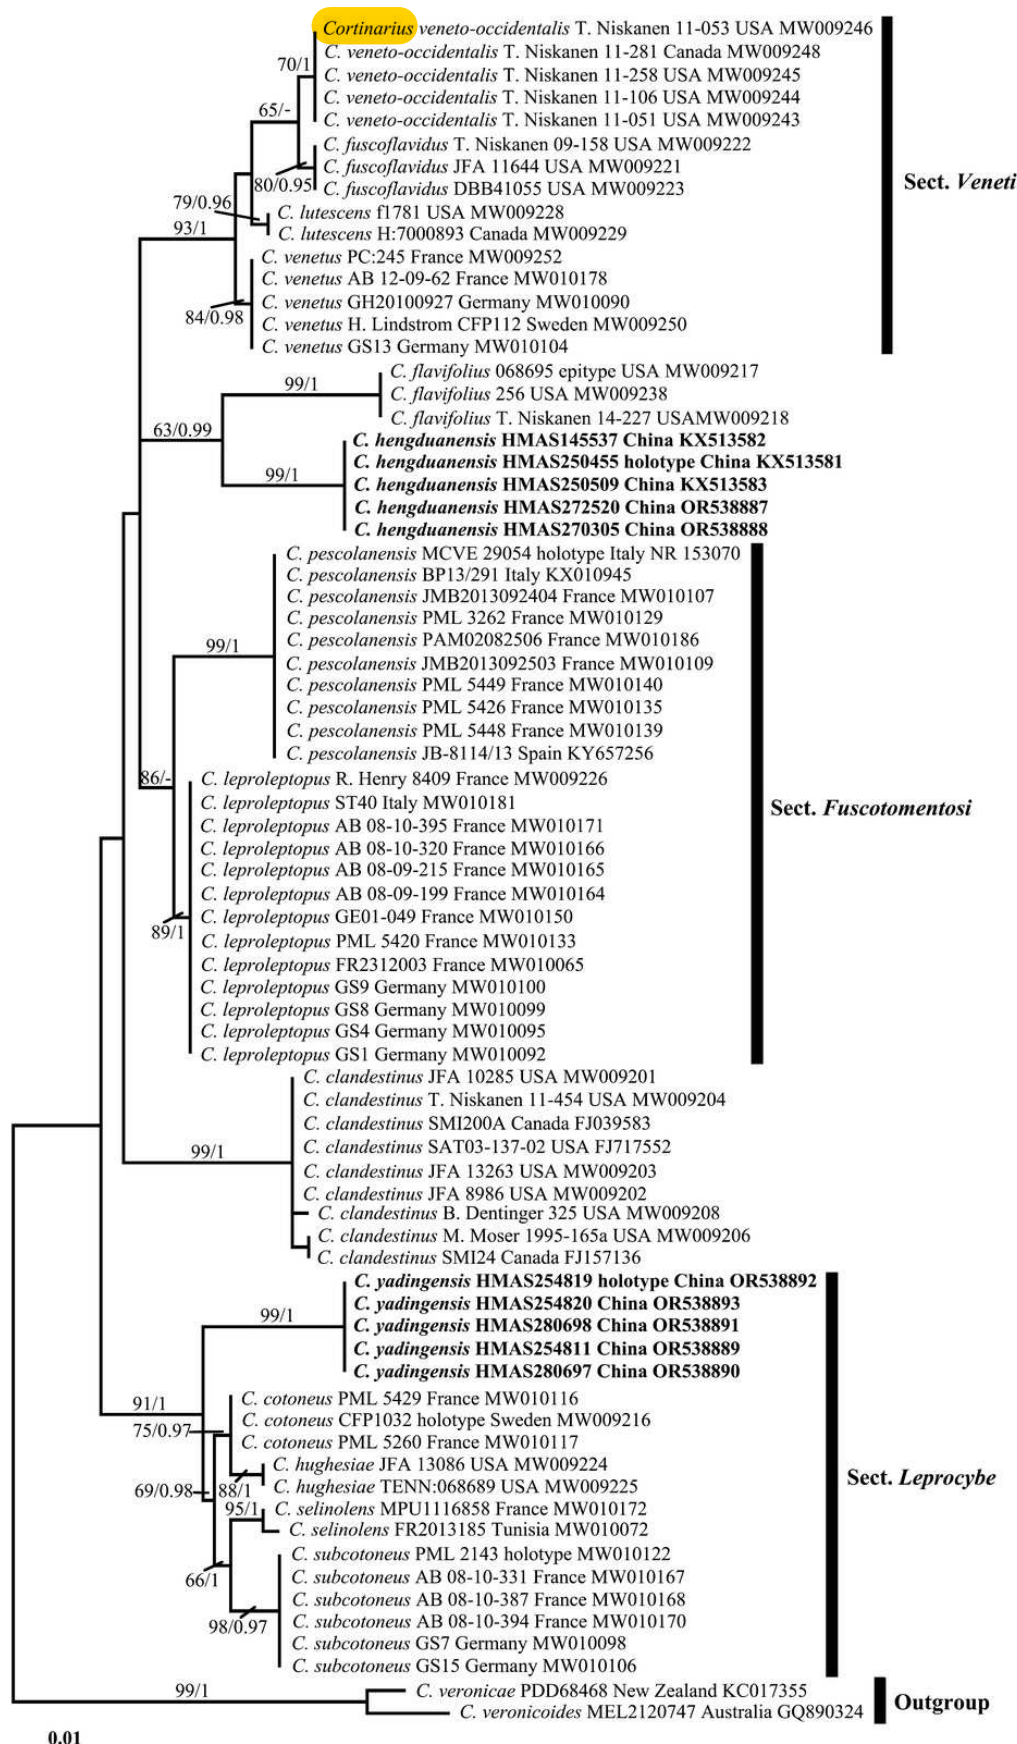 Cortinarius veneto-occidentalis T. Niskanen 11-053 USA MW009246
C. veneto-occidentalis T. Niskanen 11-281 Canada MW009248
70/1
C. veneto-occidentalis T. Niskanen 11-258 USA MW009245
C. veneto-occidentalis T. Niskanen 11-106 USA MW009244
65/-
C. veneto-occidentalis T. Niskanen 11-051 USA MW009243
C. fuscoflavidus T. Niskanen 09-158 USA MW009222
C. fuscoflavidus JFA 11644 USA MW009221
80/0.95
C. fuscoflavidus DBB41055 USA MW009223
Sect. Veneti
79/0.96
C. lutescens f1781 USA MW009228
93/1
C. lutescens H:7000893 Canada MW009229
C. venetus PC:245 France MW009252
C. venetus AB 12-09-62 France MW010178
C. venetus GH20100927 Germany MW010090
84/0.98
C. venetus H. Lindstrom CFP112 Sweden MW009250
C. venetus GS13 Germany MW010104
C. flavifolius 068695 epitype USA MW009217
99/1
C. flavifolius 256 USA MW009238
C. flavifolius T. Niskanen 14-227 USAMW009218
63/0.99
C. hengduanensis HMAS145537 China KX513582
C. hengduanensis HMAS250455 holotype China KX513581
99/1
C. hengduanensis HMAS250509 China KX513583
C. hengduanensis HMAS272520 China OR538887
C. hengduanensis HMAS270305 China OR538888
C. pescolanensis MCVE 29054 holotype Italy NR 153070
C. pescolanensis BP13/291 Italy KX010945
C. pescolanensis JMB2013092404 France MW010107
C. pescolanensis PML 3262 France MW010129
99/1
C. pescolanensis PAM02082506 France MW010186
C. pescolanensis JMB2013092503 France MW010109
C. pescolanensis PML 5449 France MW010140
C. pescolanensis PML 5426 France MW010135
C. pescolanensis PML 5448 France MW010139
C. pescolanensis JB-8114/13 Spain KY657256
86/-
C. leproleptopus R. Henry 8409 France MW009226
C. leproleptopus ST40 Italy MW010181
Sect. Fuscotomentosi
C. leproleptopus AB 08-10-395 France MW010171
C. leproleptopus AB 08-10-320 France MW010166
C. leproleptopus AB 08-09-215 France MW010165
C. leproleptopus AB 08-09-199 France MW010164
C. leproleptopus GE01-049 France MW010150
89/1
C. leproleptopus PML 5420 France MW010133
C. leproleptopus FR2312003 France MW010065
C. leproleptopus GS9 Germany MW010100
C. leproleptopus GS8 Germany MW010099
C. leproleptopus GS4 Germany MW010095
C. leproleptopus GS1 Germany MW010092
C. clandestinus JFA 10285 USA MW009201
C. clandestinus T. Niskanen 11-454 USA MW009204
C. clandestinus SMI200A Canada FJ039583
99/1
C. clandestinus SAT03-137-02 USA FJ717552
C. clandestinus JFA 13263 USA MW009203
C. clandestinus JFA 8986 USA MW009202
C. clandestinus B. Dentinger 325 USA MW009208
C. clandestinus M. Moser 1995-165a USA MW009206
C. clandestinus SMI24 Canada FJ157136
C. yadingensis HMAS254819 holotype China OR538892
C. yadingensis HMAS254820 China OR538893
99/1
C. yadingensis HMAS280698 China OR538891
C. yadingensis HMAS254811 China OR538889
C. yadingensis HMAS280697 China OR538890
91/1
C. cotoneus PML 5429 France MW010116
75/0.97
C. cotoneus CFP1032 holotype Sweden MW009216
C. cotoneus PML 5260 France MW010117
C. hughesiae JFA 13086 USA MW009224
Sect. Leprocybe
69/0.98
88/1
C. hughesiae TENN:068689 USA MW009225
95/1
C. selinolens MPU1116858 France MW010172
C. selinolens FR2013185 Tunisia MW010072
C. subcotoneus PML 2143 holotype MW010122
66/1
C. subcotoneus AB 08-10-331 France MW010167
C. subcotoneus AB 08-10-387 France MW010168
98/0.97
C. subcotoneus AB 08-10-394 France MW010170
C. subcotoneus GS7 Germany MW010098
C. subcotoneus GS15 Germany MW010106
99/1
C. veronicae PDD68468 New Zealand KC017355
Outgroup
C. veronicoides MEL2120747 Australia GQ890324
0.01